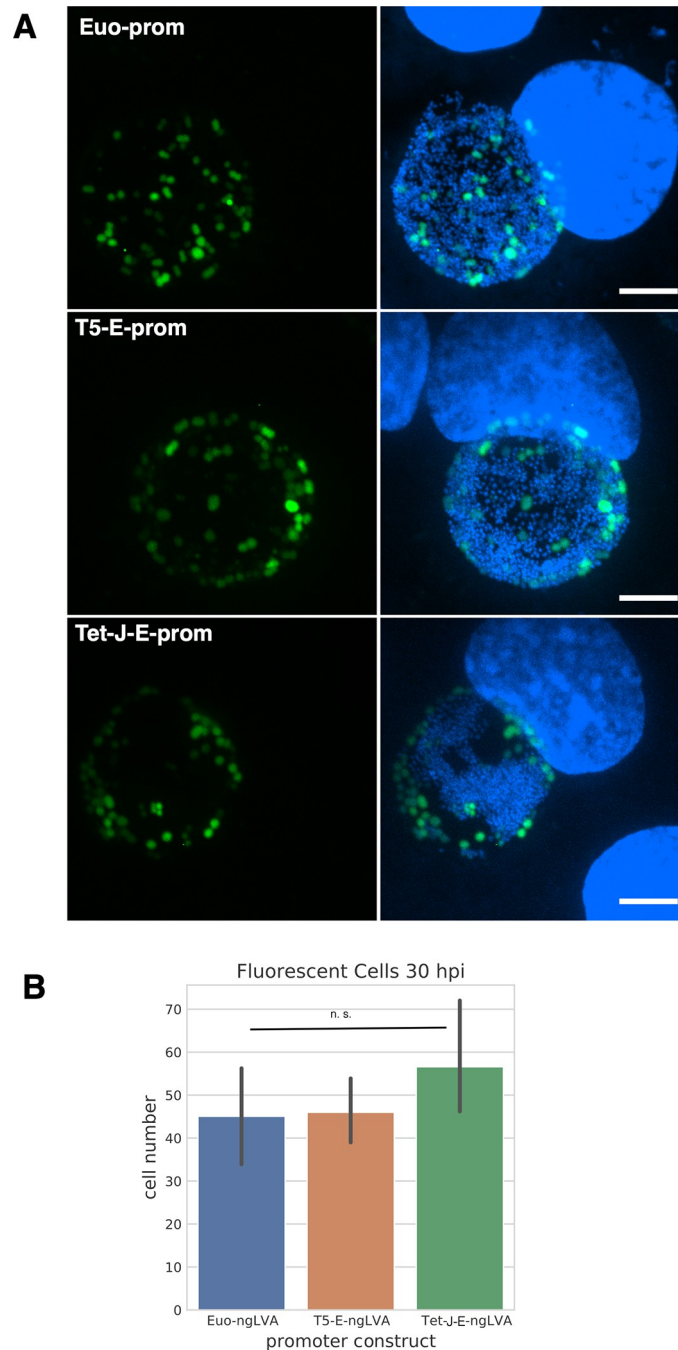 A
Euo-prom
T5-E-prom
Tet-J-E-prom
B
Fluorescent Cells 30 hpi
n. s.
70
60
50
40
30
20
10
0
cell number
Euo-ngLVA T5-E-ngLVA Tet-J-E-ngLVA
promoter construct